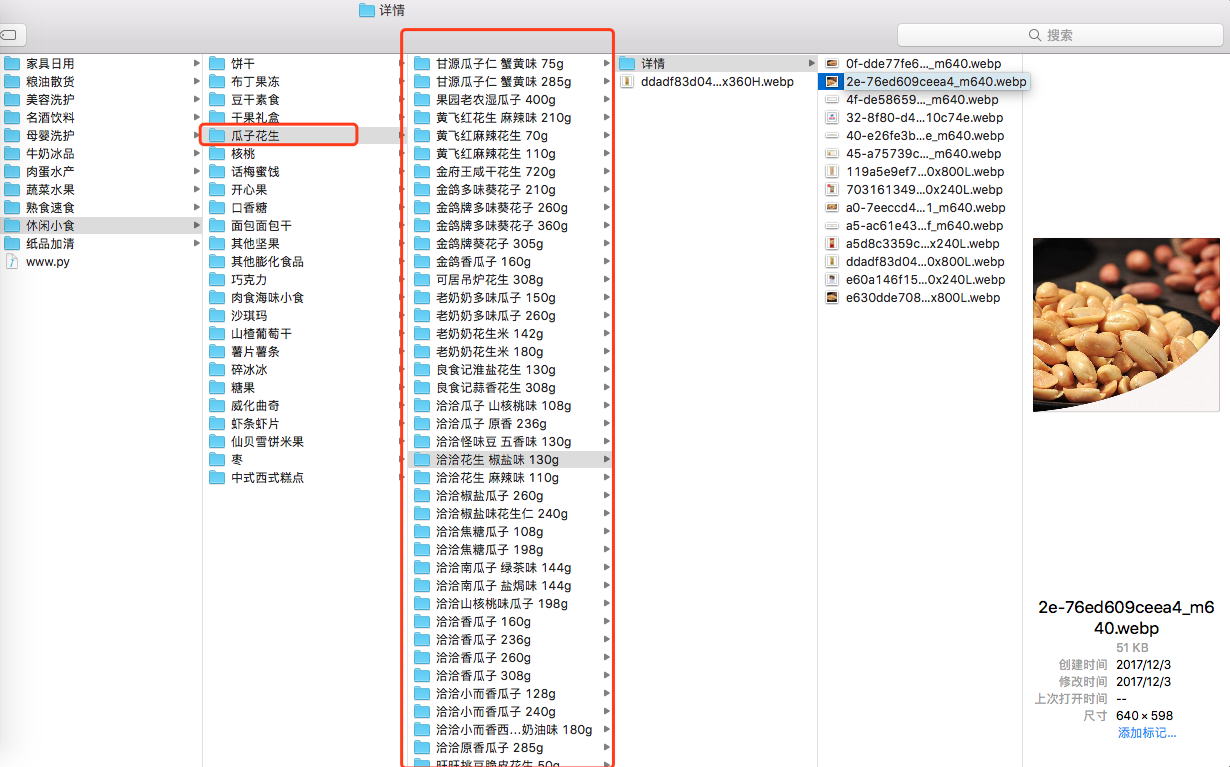 详情
搜索
家具日用
粮油散货
美容洗护
名酒饮料
母婴洗护
牛奶冰品
肉蛋水产
蔬菜水果
熟食速食
休闲小食
纸品加清
www.py
饼干
布丁果冻
豆干素食
干果礼盒
瓜子花生
核桃
话梅蜜饯
开心果
口香糖
面包面包干
其他坚果
其他膨化食品
巧克力
肉食海味小食
沙琪玛
山楂葡萄干
薯片薯条
碎冰冰
糖果
威化曲奇
虾条虾片
仙贝雪饼米果
枣
中式西式糕点
甘源瓜子仁 蟹黄味 75g
甘源瓜子仁 蟹黄味 285g
果园老农湿瓜子 400g
黄飞红花生 麻辣味 210g
黄飞红麻辣花生 70g
黄飞红麻辣花生 110g
金府王咸干花生 720g
金鸽多味葵花子 210g
金鸽牌多味葵花子 260g
金鸽牌多味葵花子 360g
金鸽牌葵花子 305g
金鸽香瓜子 160g
可居吊炉花生 308g
老奶奶多味瓜子 150g
老奶奶多味瓜子 260g
老奶奶花生米 142g
老奶奶花生米 180g
良食记淮盐花生 130g
良食记蒜香花生 308g
洽洽瓜子 山核桃味 108g
洽洽瓜子 原香 236g
洽洽怪味豆 五香味 130g
洽洽花生 椒盐味 130g
洽洽花生 麻辣味 110g
洽洽椒盐瓜子 260g
洽洽椒盐味花生仁 240g
洽洽焦糖瓜子 108g
洽洽焦糖瓜子 198g
洽洽南瓜子 绿茶味 144g
洽洽南瓜子 盐焗味 144g
洽洽山核桃味瓜子 198g
洽洽香瓜子 160g
洽洽香瓜子 236g
洽洽香瓜子 260g
洽洽香瓜子 308g
洽洽小而香瓜子 128g
洽洽小而香瓜子 240g
洽洽小而香西...奶油味 180g
洽洽原香瓜子 285g
旺旺挑豆脆皮花生 50g
详情
ddadf83d04...x360H.webp
0f-dde77fe6..._m640.webp
2e-76ed609ceea4_m640.webp
4f-de58659..._m640.webp
32-8f80-d4...10c74e.webp
40-e26fe3b...e_m640.webp
45-a75739c..._m640.webp
119a5e9ef7...0x800L.webp
703161349...0x240L.webp
a0-7eeccd4...1_m640.webp
a5-ac61e43...f_m640.webp
a5d8c3359c...x240L.webp
ddadf83d04...0x800L.webp
e60a146f15...0x240L.webp
e630dde708...x800L.webp
2e-76ed609ceea4_m6
40.webp
51 KB
创建时间 2017/12/3
修改时间 2017/12/3
上次打开时间 --
尺寸 640 × 598
添加标记...